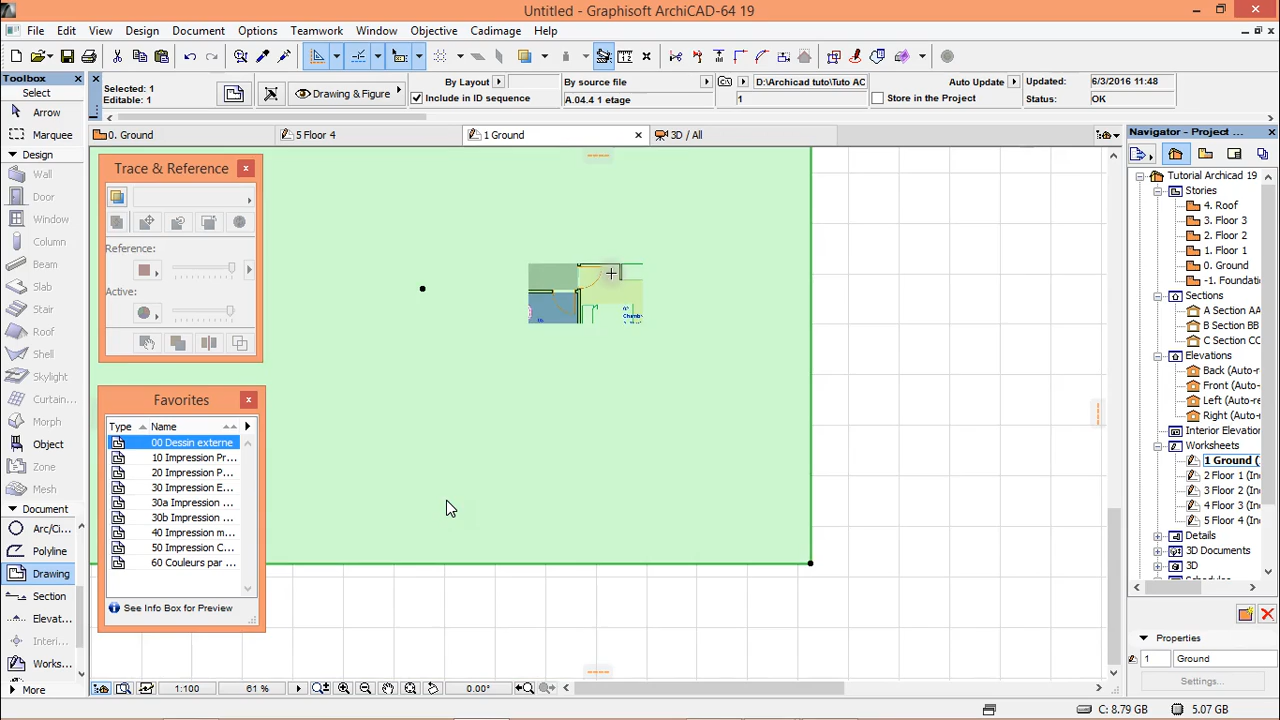 Untitled - Graphisoft ArchiCAD-64 19
File Edit View Design Document Options Teamwork Window Objective Cadimage Help
Toolbox
Select
Arrow
Marquee
Design
Wall
Door
Window
Column
Beam
Slab
Stair
Roof
Shell
Skylight
Curtain...
Morph
Object
Zone
Mesh
Document
Arc/Ci...
Polyline
Drawing
Section
Elevat...
Interi...
Works...
More
Selected: 1
Editable: 1
Drawing & Figure
By Layout
Include in ID sequence
By source file
A.04.4 1 etage
D:\Archicad tuto\Tuto AC
1
Auto Update
Store in the Project
Updated: 6/3/2016 11:48
Status: OK
0. Ground
5 Floor 4
1 Ground
3D / All
Trace & Reference
Reference:
Active:
Favorites
Type Name
00 Dessin externe
10 Impression Pr...
20 Impression P...
30 Impression E...
30a Impression ...
30b Impression ...
40 Impression m...
50 Impression C...
60 Couleurs par ...
See Info Box for Preview
1:100
61 %
0.00°
Navigator - Project ...
Tutorial Archicad 19
Stories
4. Roof
3. Floor 3
2. Floor 2
1. Floor 1
0. Ground
-1. Foundatio
Sections
A Section AA
B Section BB
C Section CC
Elevations
Back (Auto-r
Front (Auto-
Left (Auto-re
Right (Auto-
Interior Elevation
Worksheets
1 Ground (
2 Floor 1 (In
3 Floor 2 (In
4 Floor 3 (In
5 Floor 4 (In
Details
3D Documents
3D
Properties
1 Ground
Settings...
C: 8.79 GB
5.07 GB